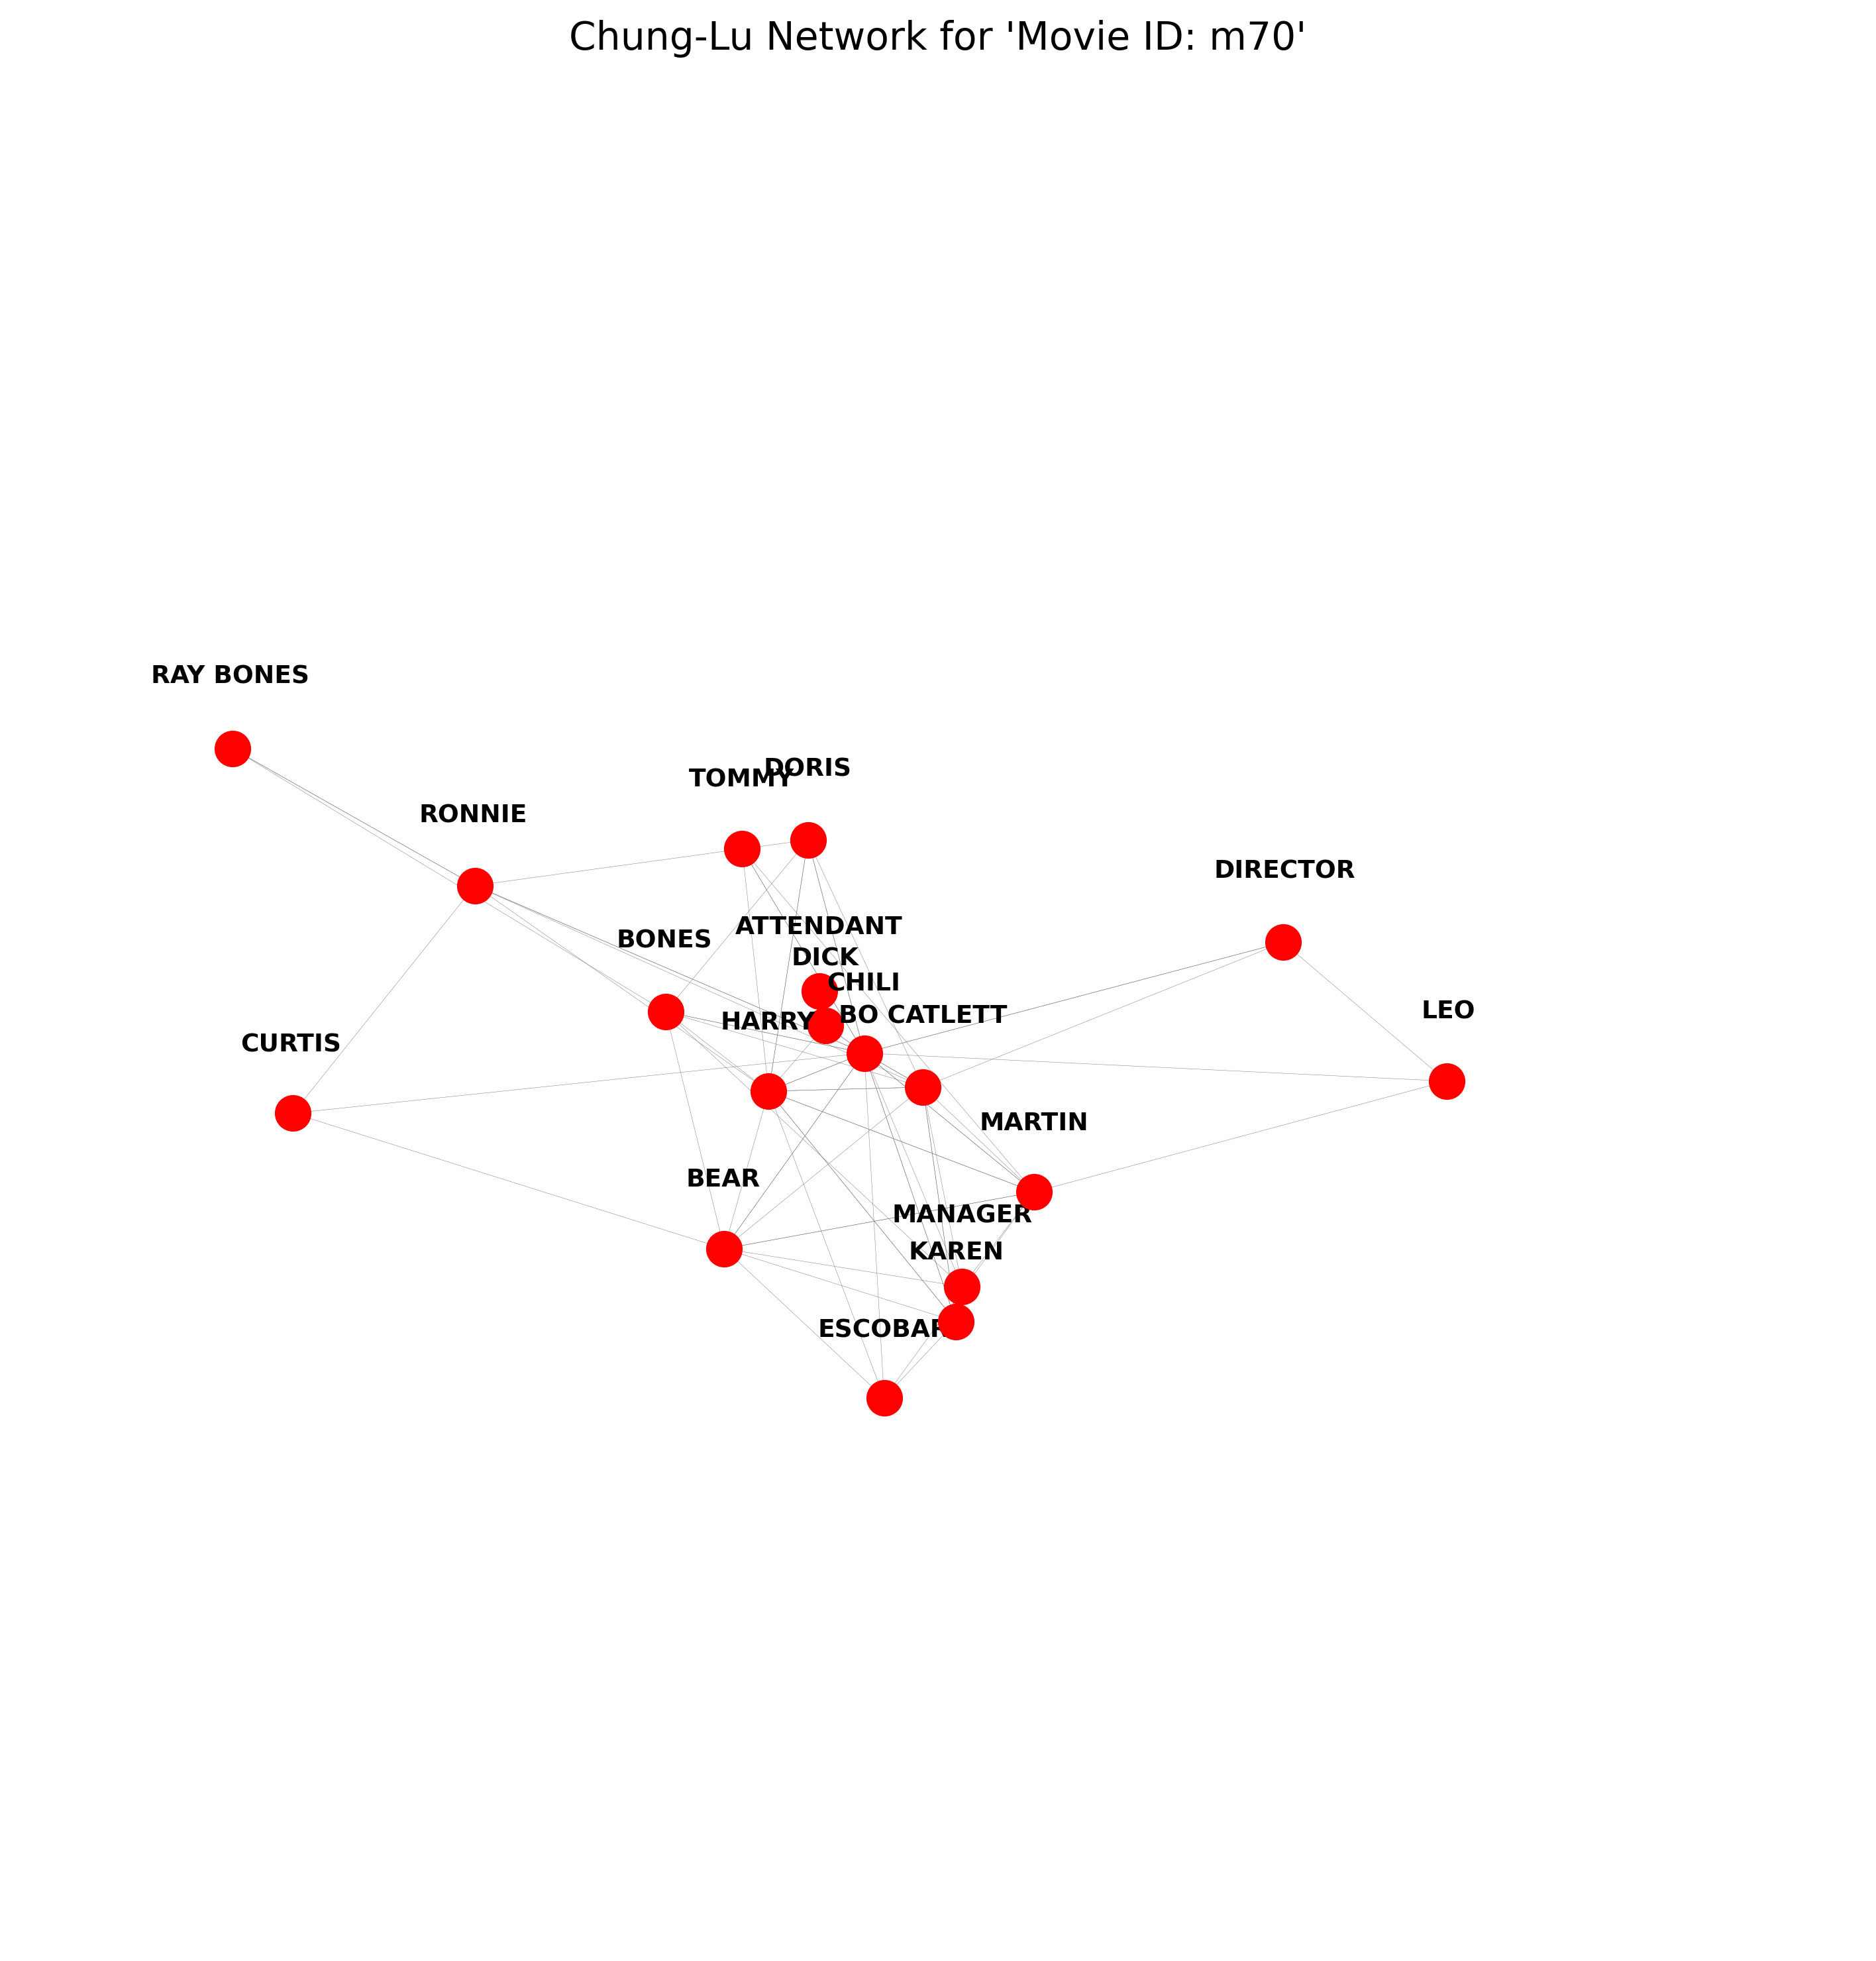 Chung-Lu Network for 'Movie ID: m70'
RAY BONES
DORIS
TOMMY
RONNIE
DIRECTOR
ATTENDANT
BONES
DICK
CHILI
LEO
BO CATLETT
HARRY
CURTIS
MARTIN
BEAR
MANAGER
KAREN
ESCOBAR